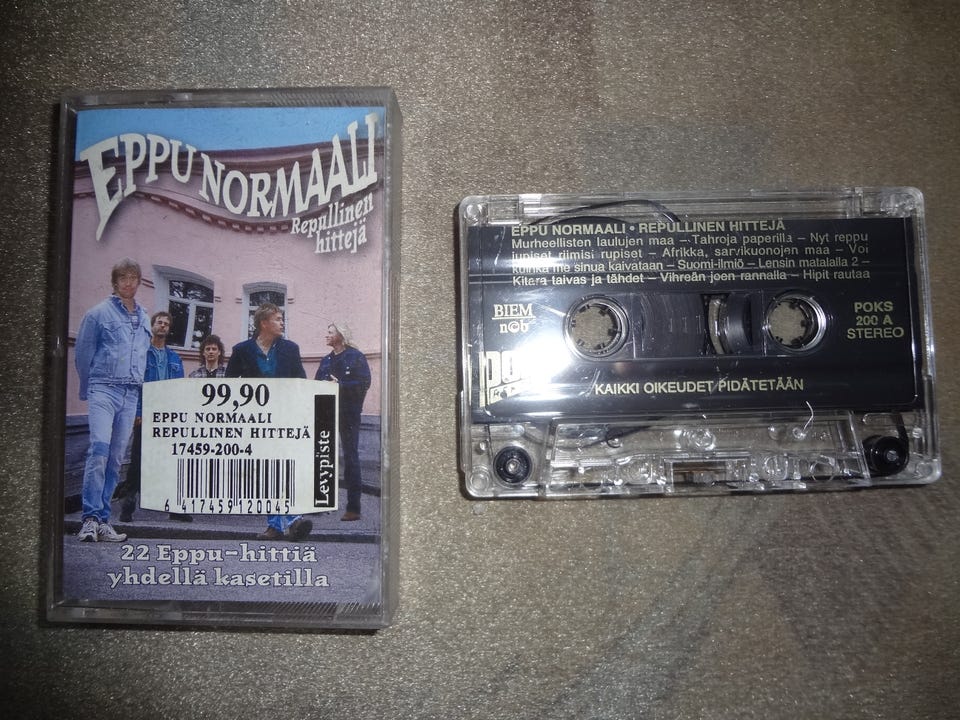 EPPU NORMAALI
Repullinen
hittejä
99,90
EPPU NORMAALI
REPULLINEN HITTEJÄ
17459-200-4
6 417459 120045
Levypiste
22 Eppu-hittiä
yhdellä kasetilla
EPPU NORMAALI • REPULLINEN HITTEJÄ
Murheellisten laulujen maa – Tahroja paperilla – Nyt reppu
jupiset riimisi rupiset – Afrikka, sarvikuonojen maa – Voi
kuinka me sinua kaivataan – Suomi-ilmiö – Lensin matalalla 2 –
Kitara taivas ja tähdet – Vihreän joen rannalla – Hipit rautaa
BIEM
n©b
POKS
200 A
STEREO
KAIKKI OIKEUDET PIDÄTETÄÄN